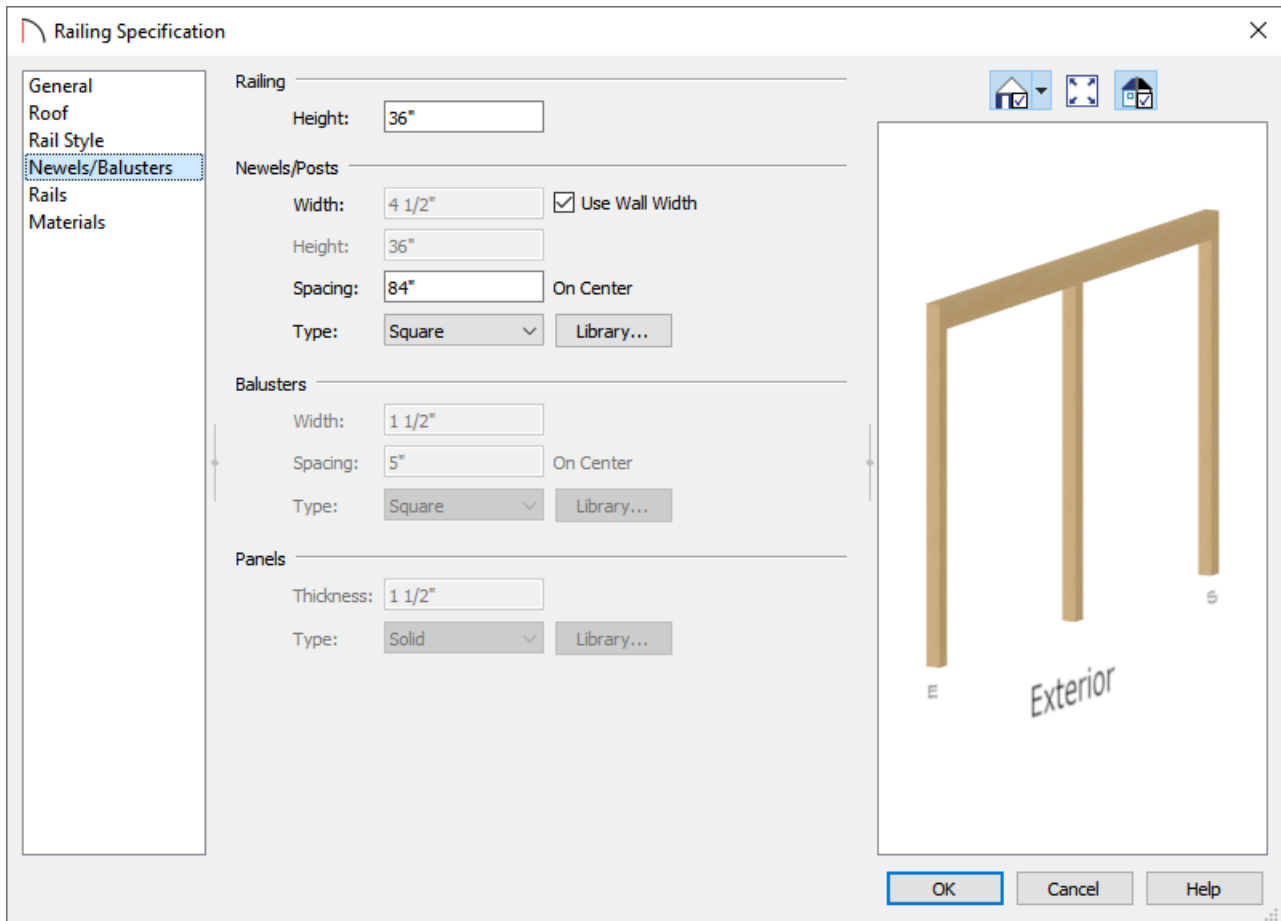 Railing Specification
General
Roof
Rail Style
Newels/Balusters
Rails
Materials
Railing
Height: 36"
Newels/Posts
Width: 4 1/2" Use Wall Width
Height: 36"
Spacing: 84" On Center
Type: Square Library...
Balusters
Width: 1 1/2"
Spacing: 5" On Center
Type: Square Library...
Panels
Thickness: 1 1/2"
Type: Solid Library...
S
E
Exterior
OK Cancel Help